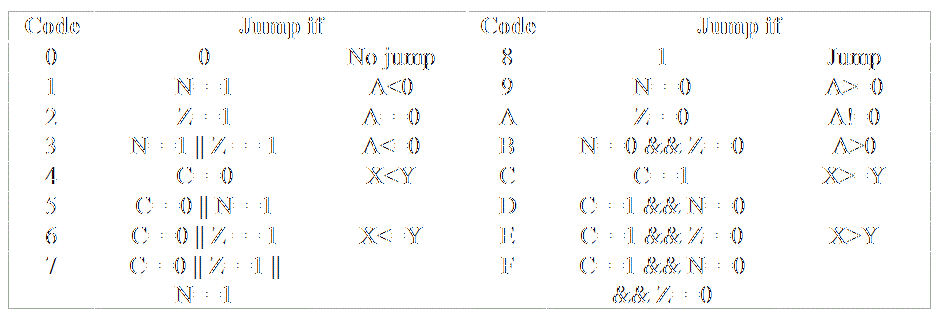 Code Jump if Code Jump if
0 0 No jump 8 1 Jump
1 N==1 A<0 9 N==0 A>=0
2 Z==1 A==0 A Z==0 A!=0
3 N==1 || Z==1 A<=0 B N==0 && Z==0 A>0
4 C==0 X<Y C C==1 X>=Y
5 C==0 || N==1 D C==1 && N==0
6 C==0 || Z==1 X<=Y E C==1 && Z==0 X>Y
7 C==0 || Z==1 || F C==1 && N==0
N==1 && Z==0